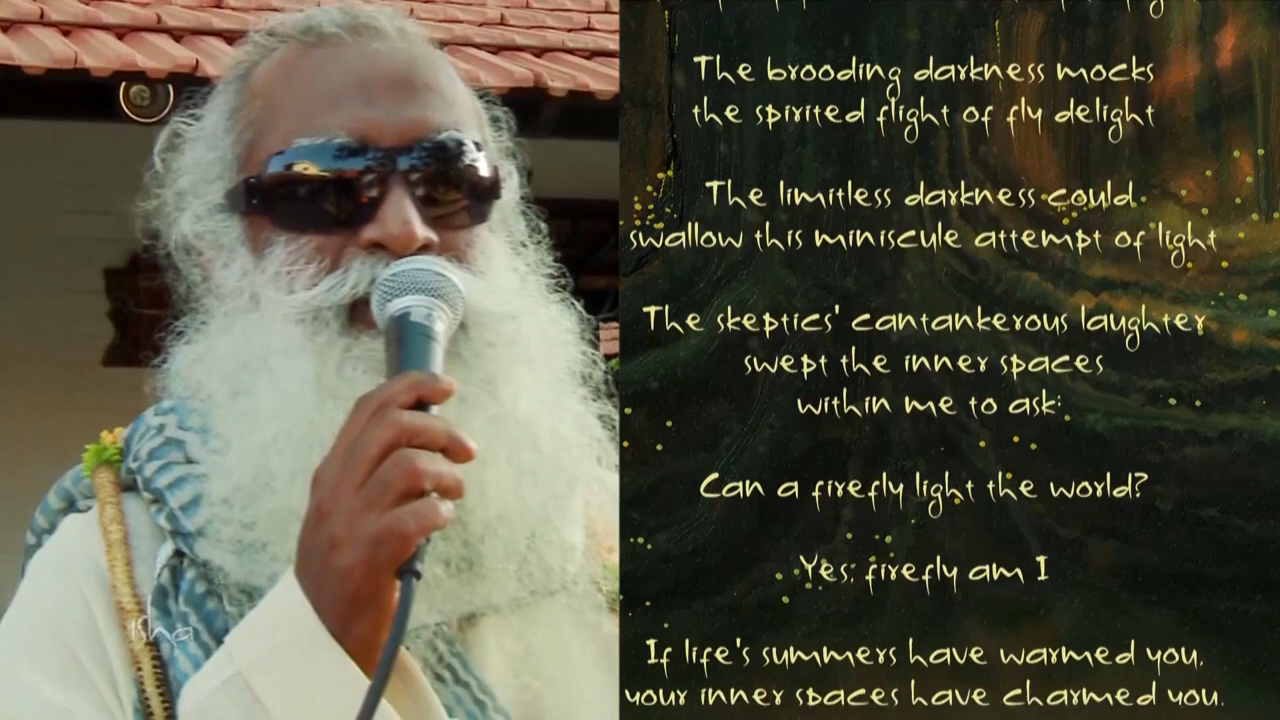 The brooding darkness mocks
the spirited flight of fly delight
The limitless darkness could
swallow this miniscule attempt of light
The skeptics' cantankerous laughter
swept the inner spaces
within me to ask:
Can a firefly light the world?
Yes; firefly am I
If life's summers have warmed you,
your inner spaces have charmed you.
isha